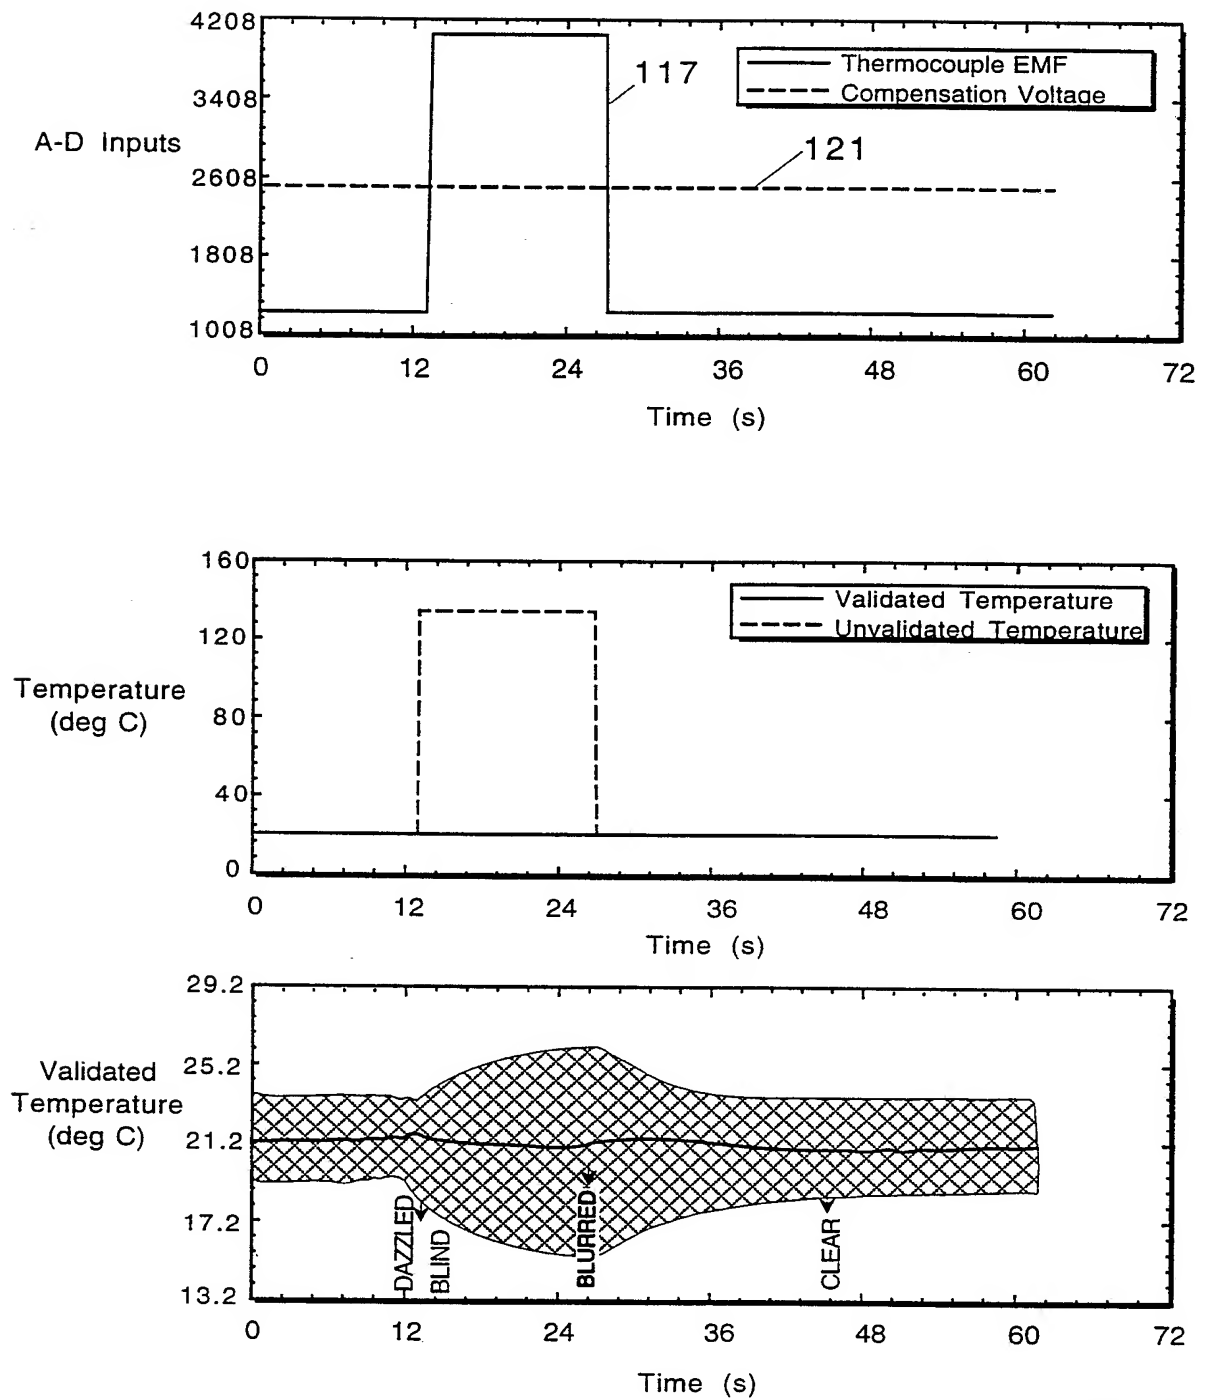 4208
3408
2608
1808
1008
A-D Inputs
Thermocouple EMF
Compensation Voltage
117
121
0 12 24 36 48 60 72
Time (s)
160
120
80
40
0
Temperature
(deg C)
Validated Temperature
Unvalidated Temperature
0 12 24 36 48 60 72
Time (s)
29.2
25.2
21.2
17.2
13.2
Validated
Temperature
(deg C)
DAZZLED
BLIND
BLURRED
CLEAR
0 12 24 36 48 60 72
Time (s)